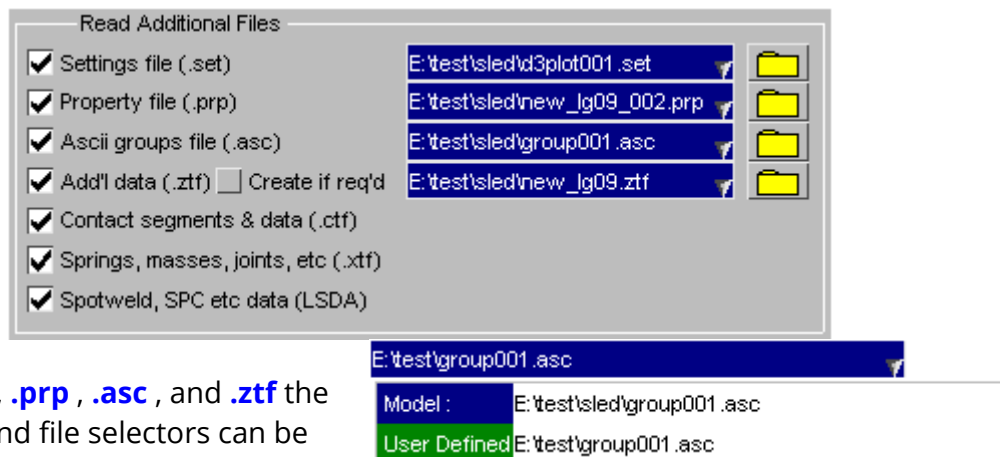 Read Additional Files
Settings file (.set) E:\test\sled\d3plot001.set
Property file (.prp) E:\test\sled\new_lg09_002.prp
Ascii groups file (.asc) E:\test\sled\group001.asc
Add'l data (.ztf) Create if req'd E:\test\sled\new_lg09.ztf
Contact segments & data (.ctf)
Springs, masses, joints, etc (.xtf)
Spotweld, SPC etc data (LSDA)
E:\test\group001.asc
, .prp , .asc , and .ztf the
Model : E:\test\sled\group001.asc
nd file selectors can be
User Defined E:\test\group001.asc